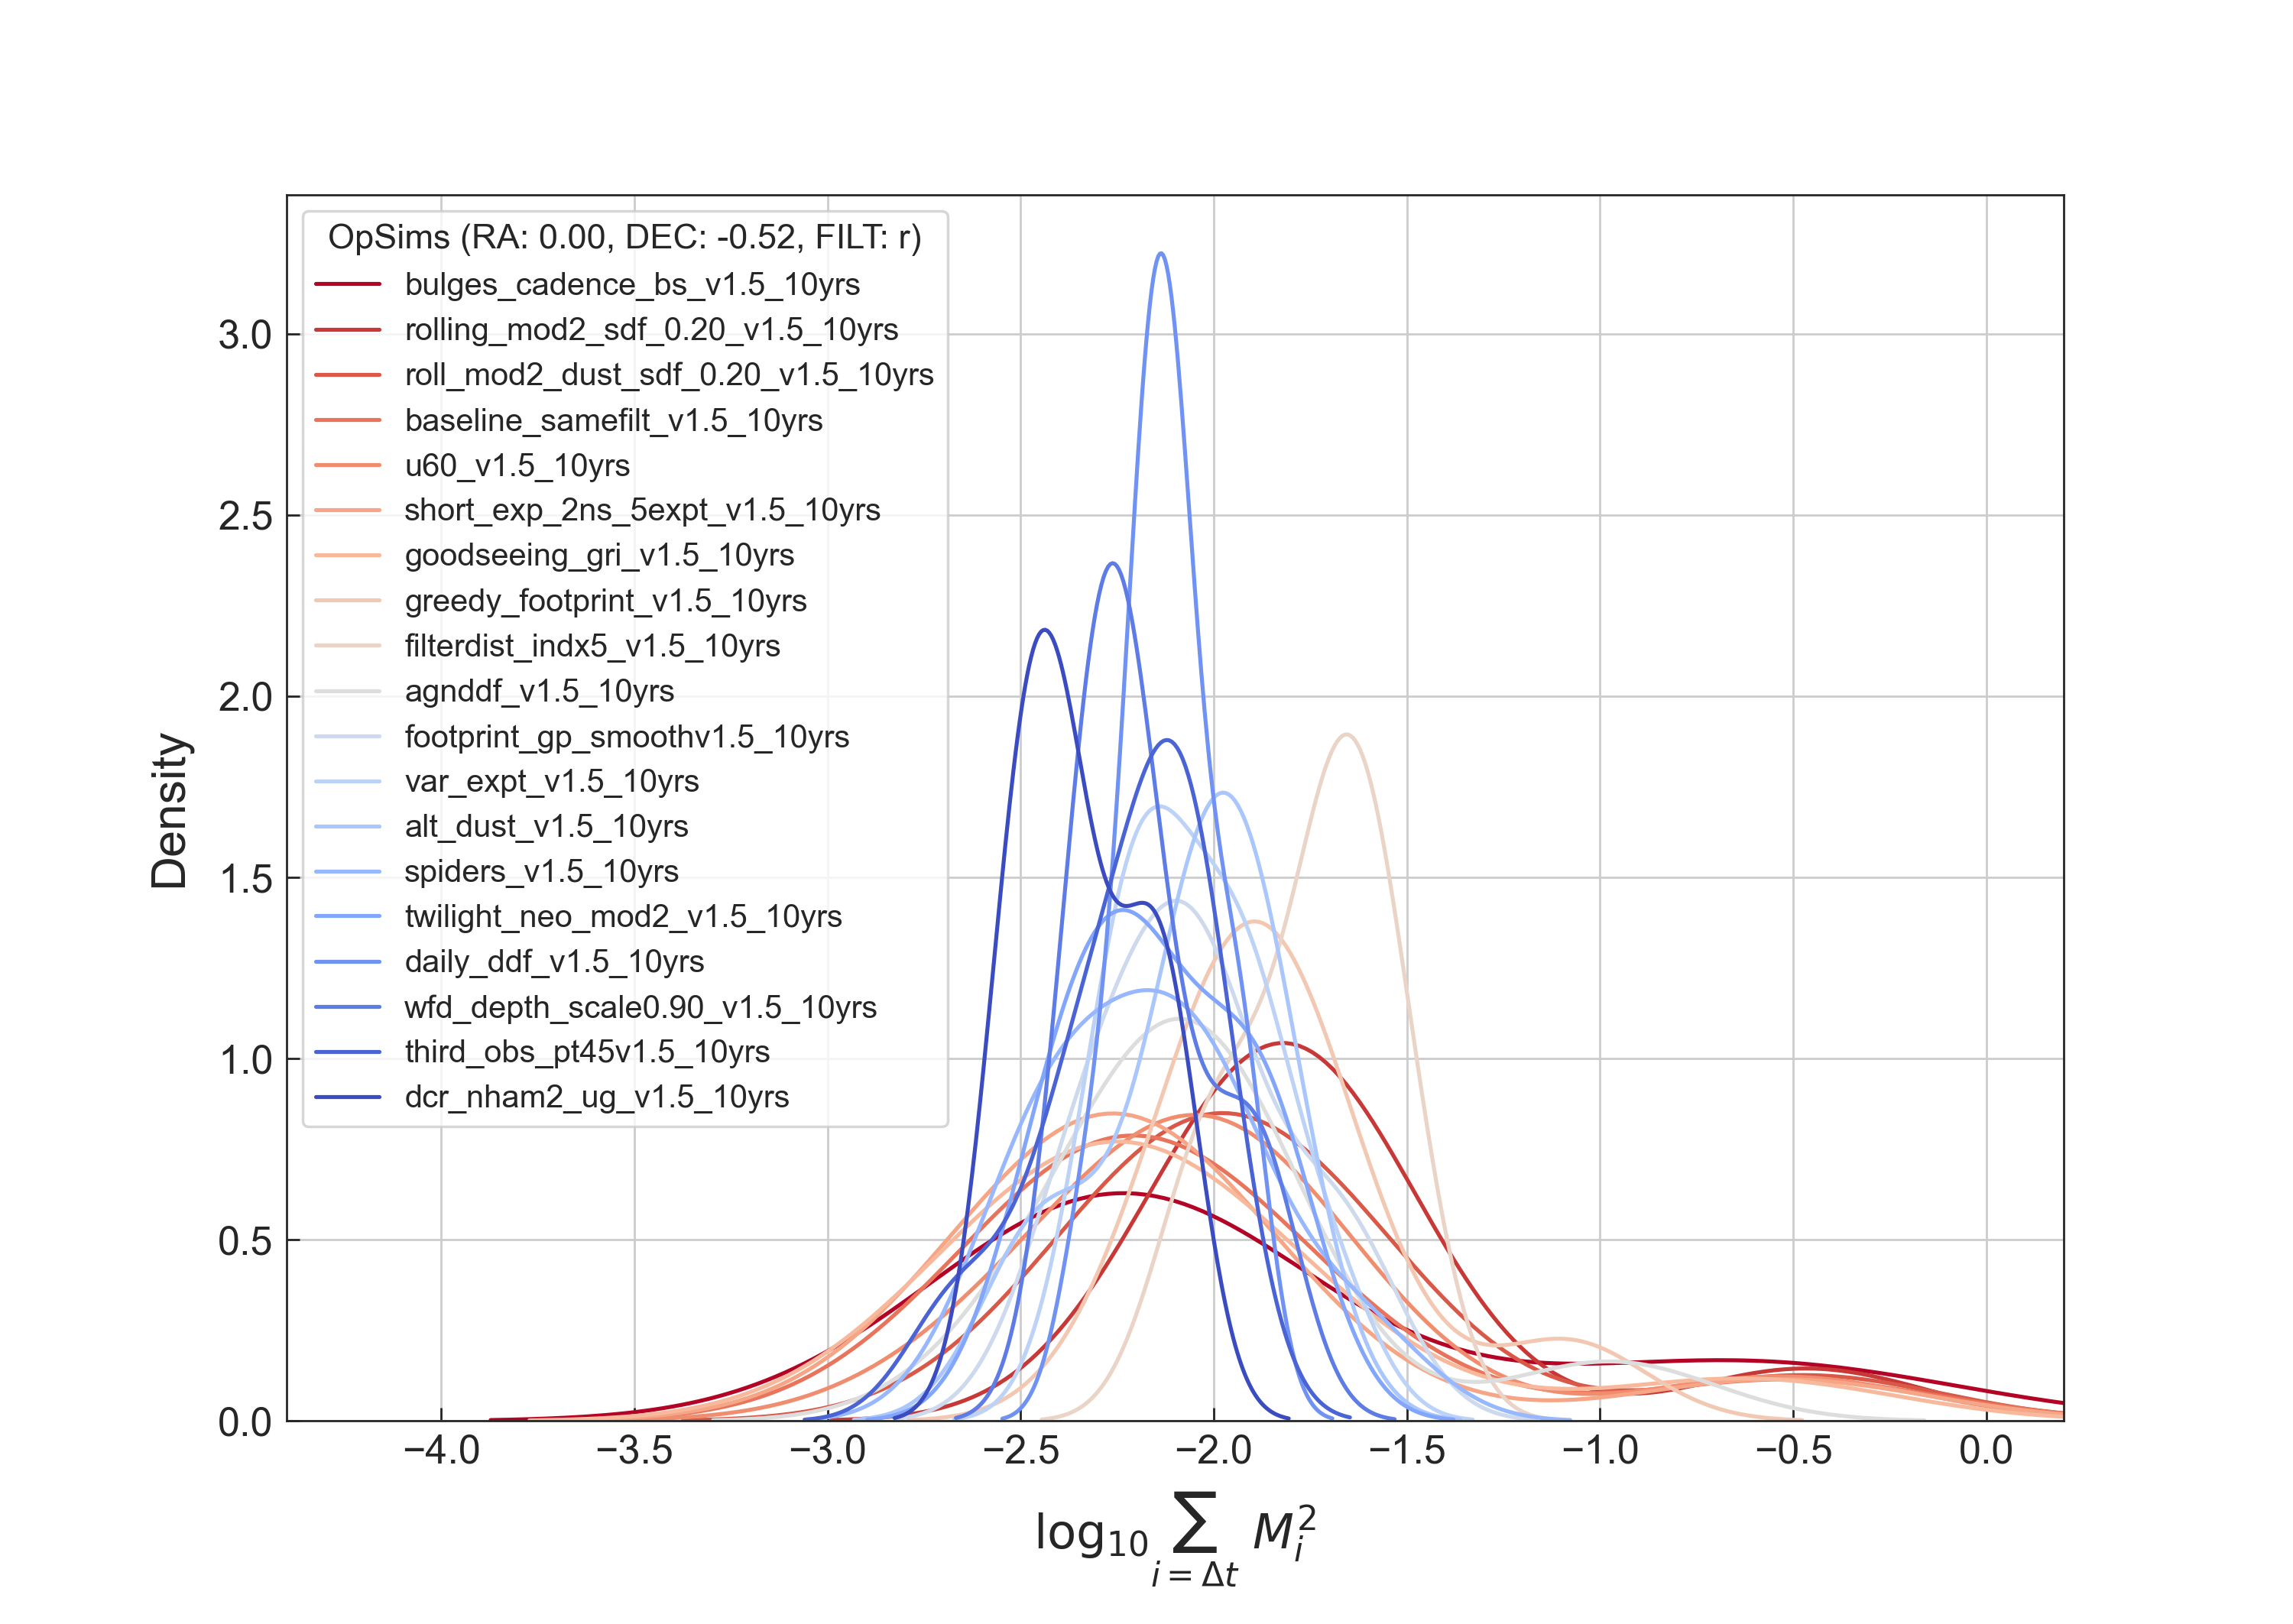 OpSims (RA: 0.00, DEC: -0.52, FILT: r)
bulges_cadence_bs_v1.5_10yrs
rolling_mod2_sdf_0.20_v1.5_10yrs
roll_mod2_dust_sdf_0.20_v1.5_10yrs
baseline_samefilt_v1.5_10yrs
u60_v1.5_10yrs
short_exp_2ns_5expt_v1.5_10yrs
goodseeing_gri_v1.5_10yrs
greedy_footprint_v1.5_10yrs
filterdist_indx5_v1.5_10yrs
agnddf_v1.5_10yrs
footprint_gp_smoothv1.5_10yrs
var_expt_v1.5_10yrs
alt_dust_v1.5_10yrs
spiders_v1.5_10yrs
twilight_neo_mod2_v1.5_10yrs
daily_ddf_v1.5_10yrs
wfd_depth_scale0.90_v1.5_10yrs
third_obs_pt45v1.5_10yrs
dcr_nham2_ug_v1.5_10yrs
Density
3.0
2.5
2.0
1.5
1.0
0.5
0.0
−4.0 −3.5 −3.0 −2.5 −2.0 −1.5 −1.0 −0.5 0.0
log₁₀ ∑ Mᵢ²
i = Δt